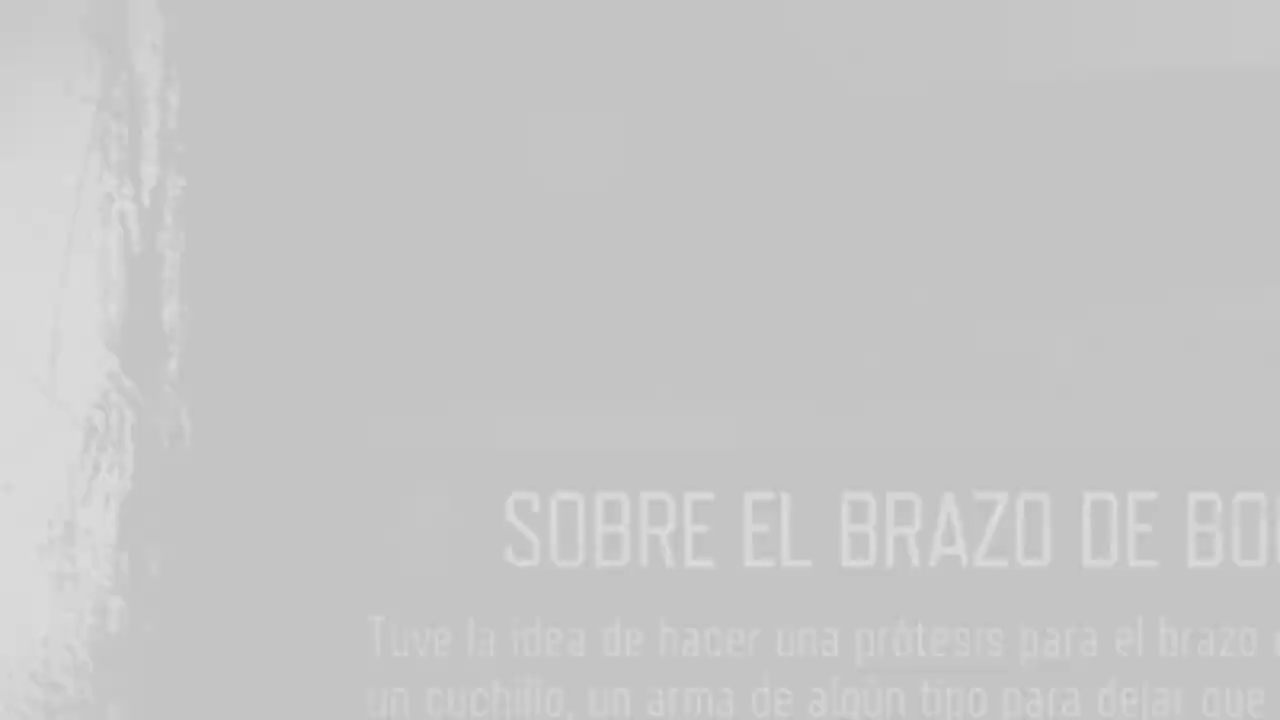 SOBRE EL BRAZO DE
Tuve la idea de hacer una prótesis para el brazo
un cuchillo, un arma de algún tipo para dejar que